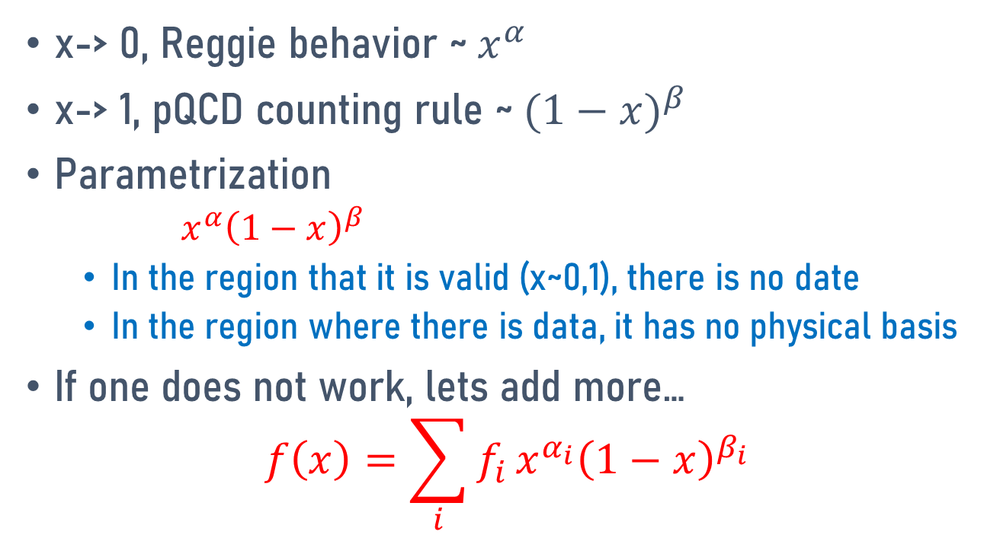 • x-> 0, Reggie behavior ~ $x^{\alpha}$
• x-> 1, pQCD counting rule ~ $(1-x)^{\beta}$
• Parametrization
$x^{\alpha}(1-x)^{\beta}$
• In the region that it is valid (x~0,1), there is no date
• In the region where there is data, it has no physical basis
• If one does not work, lets add more...
$f(x) = \sum_{i} f_i \, x^{\alpha_i}(1-x)^{\beta_i}$